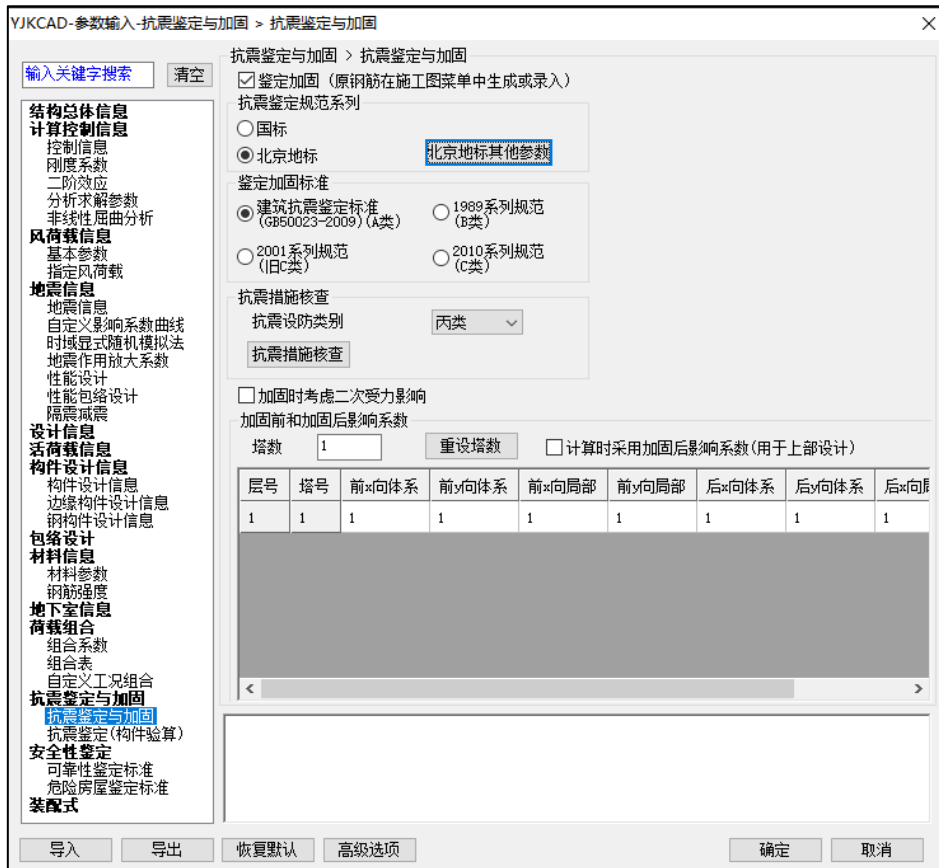 YJKCAD-参数输入-抗震鉴定与加固 > 抗震鉴定与加固
输入关键字搜索
清空
结构总体信息
计算控制信息
控制信息
刚度系数
二阶效应
分析求解参数
非线性屈曲分析
风荷载信息
基本参数
指定风荷载
地震信息
地震信息
自定义影响系数曲线
时域显式随机模拟法
地震作用放大系数
性能设计
性能包络设计
隔震减震
设计信息
活荷载信息
构件设计信息
构件设计信息
边缘构件设计信息
钢构件设计信息
包络设计
材料信息
材料参数
钢筋强度
地下室信息
荷载组合
组合系数
组合表
自定义工况组合
抗震鉴定与加固
抗震鉴定与加固
抗震鉴定(构件验算)
安全性鉴定
可靠性鉴定标准
危险房屋鉴定标准
装配式
抗震鉴定与加固 > 抗震鉴定与加固
鉴定加固 (原钢筋在施工图菜单中生成或录入)
抗震鉴定规范系列
国标
北京地标
北京地标其他参数
鉴定加固标准
建筑抗震鉴定标准
(GB50023-2009)(A类)
1989系列规范
(B类)
2001系列规范
(旧C类)
2010系列规范
(C类)
抗震措施核查
抗震设防类别 丙类
抗震措施核查
加固时考虑二次受力影响
加固前和加固后影响系数
塔数 1 重设塔数 计算时采用加固后影响系数(用于上部设计)
层号 塔号 前x向体系 前y向体系 前x向局部 前y向局部 后x向体系 后y向体系 后x向
1 1 1 1 1 1 1 1 1
导入 导出 恢复默认 高级选项 确定 取消